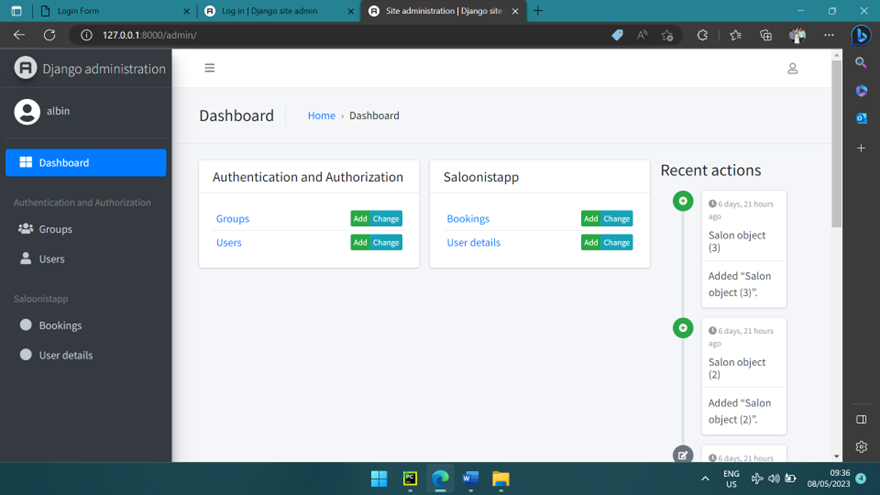 Login Form
Log in | Django site admin
Site administration | Django site
127.0.0.1:8000/admin/
Django administration
albin
Dashboard
Authentication and Authorization
Groups
Users
Saloonistapp
Bookings
User details
Dashboard
Home › Dashboard
Authentication and Authorization
Groups Add Change
Users Add Change
Saloonistapp
Bookings Add Change
User details Add Change
Recent actions
6 days, 21 hours
ago
Salon object
(3)
Added “Salon
object (3)”.
6 days, 21 hours
ago
Salon object
(2)
Added “Salon
object (2)”.
6 days, 21 hours
ENG
US
09:36
08/05/2023
4